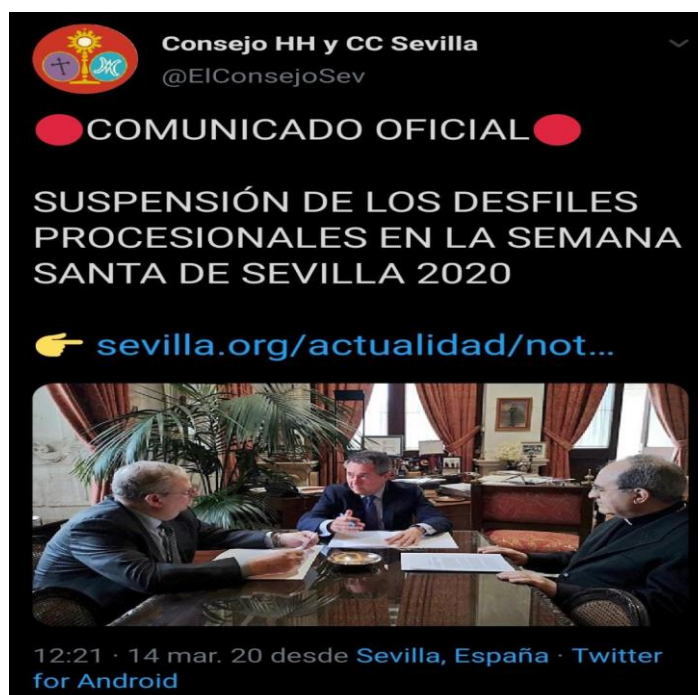 Consejo HH y CC Sevilla
@ElConsejoSev
🔴COMUNICADO OFICIAL🔴
SUSPENSIÓN DE LOS DESFILES
PROCESIONALES EN LA SEMANA
SANTA DE SEVILLA 2020
👉 sevilla.org/actualidad/not...
12:21 · 14 mar. 20 desde Sevilla, España · Twitter
for Android